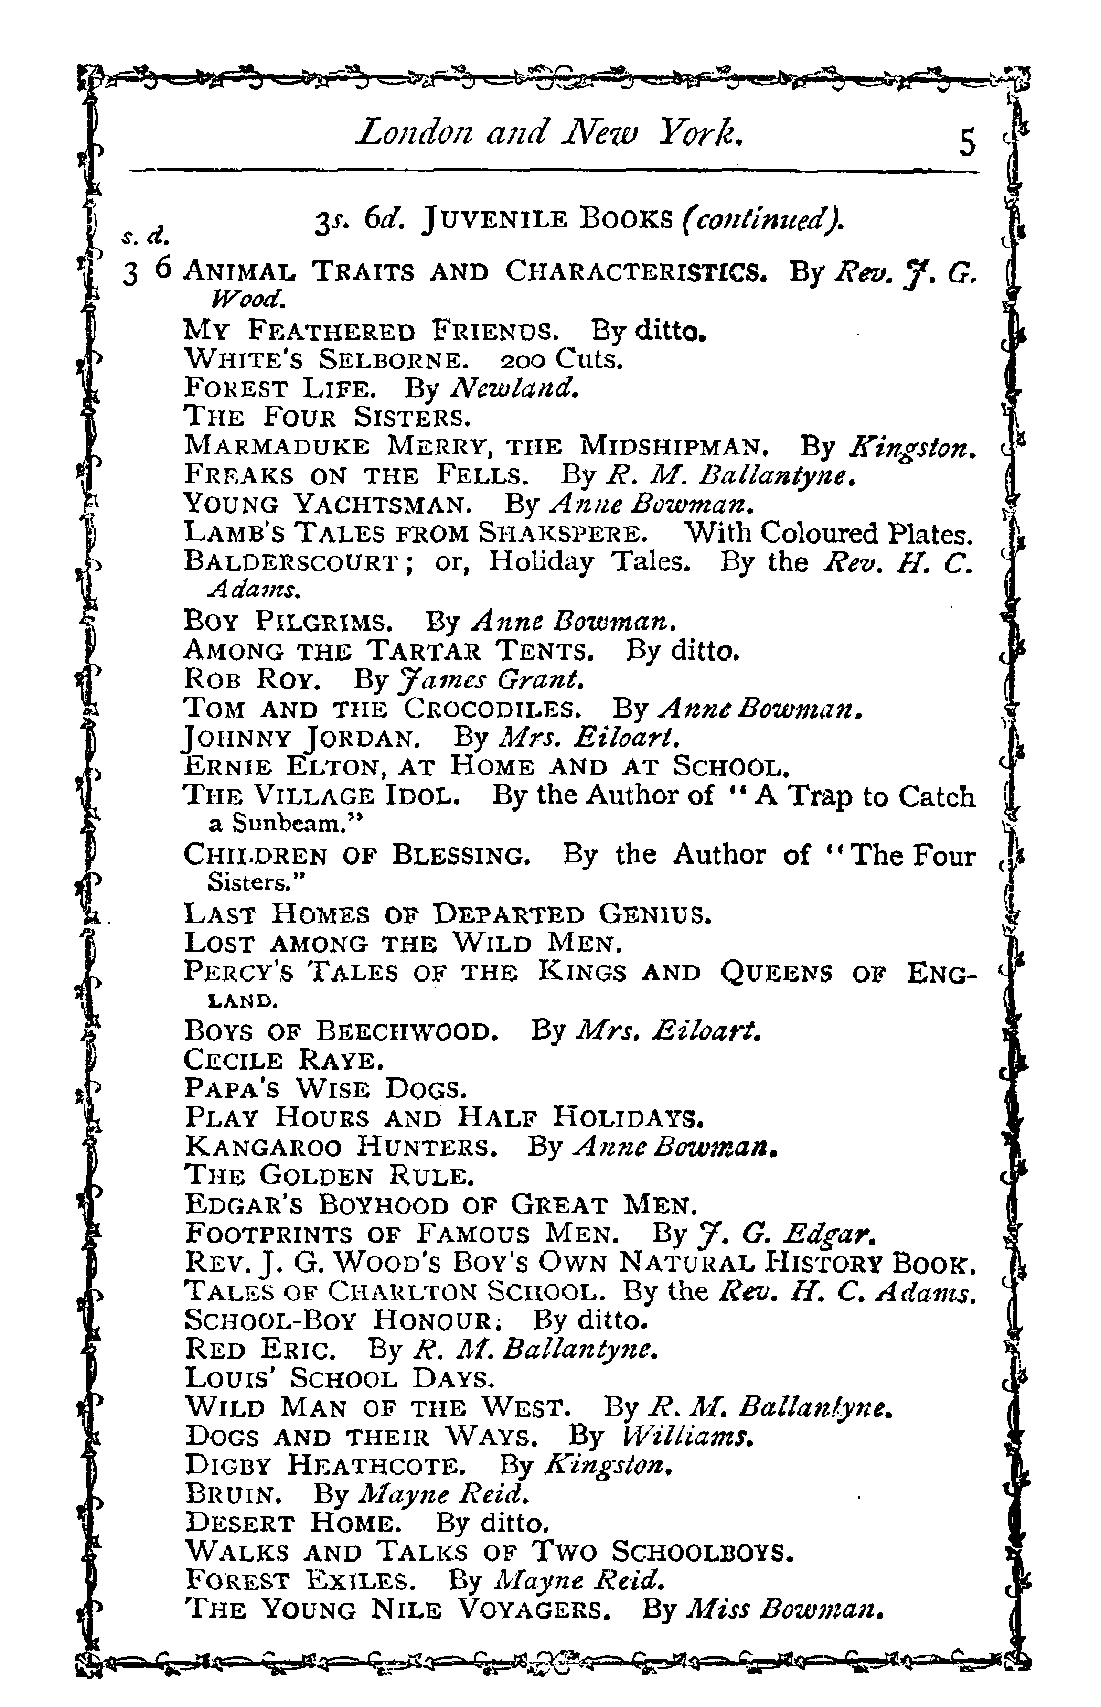 London and New York. 5
3s. 6d. JUVENILE BOOKS (continued).
s. d.
3 6 ANIMAL TRAITS AND CHARACTERISTICS. By Rev. J. G.
Wood.
MY FEATHERED FRIENDS. By ditto.
WHITE'S SELBORNE. 200 Cuts.
FOREST LIFE. By Newland.
THE FOUR SISTERS.
MARMADUKE MERRY, THE MIDSHIPMAN. By Kingston.
FREAKS ON THE FELLS. By R. M. Ballantyne.
YOUNG YACHTSMAN. By Anne Bowman.
LAMB'S TALES FROM SHAKSPERE. With Coloured Plates.
BALDERSCOURT; or, Holiday Tales. By the Rev. H. C.
Adams.
BOY PILGRIMS. By Anne Bowman.
AMONG THE TARTAR TENTS. By ditto.
ROB ROY. By James Grant.
TOM AND THE CROCODILES. By Anne Bowman.
JOHNNY JORDAN. By Mrs. Eiloart.
ERNIE ELTON, AT HOME AND AT SCHOOL.
THE VILLAGE IDOL. By the Author of "A Trap to Catch
a Sunbeam."
CHILDREN OF BLESSING. By the Author of "The Four
Sisters."
LAST HOMES OF DEPARTED GENIUS.
LOST AMONG THE WILD MEN.
PERCY'S TALES OF THE KINGS AND QUEENS OF ENG-
LAND.
BOYS OF BEECHWOOD. By Mrs. Eiloart.
CECILE RAYE.
PAPA'S WISE DOGS.
PLAY HOURS AND HALF HOLIDAYS.
KANGAROO HUNTERS. By Anne Bowman.
THE GOLDEN RULE.
EDGAR'S BOYHOOD OF GREAT MEN.
FOOTPRINTS OF FAMOUS MEN. By J. G. Edgar.
REV. J. G. WOOD'S BOY'S OWN NATURAL HISTORY BOOK.
TALES OF CHARLTON SCHOOL. By the Rev. H. C. Adams.
SCHOOL-BOY HONOUR; By ditto.
RED ERIC. By R. M. Ballantyne.
LOUIS' SCHOOL DAYS.
WILD MAN OF THE WEST. By R. M. Ballantyne.
DOGS AND THEIR WAYS. By Williams.
DIGBY HEATHCOTE. By Kingston.
BRUIN. By Mayne Reid.
DESERT HOME. By ditto.
WALKS AND TALKS OF TWO SCHOOLBOYS.
FOREST EXILES. By Mayne Reid.
THE YOUNG NILE VOYAGERS. By Miss Bowman.